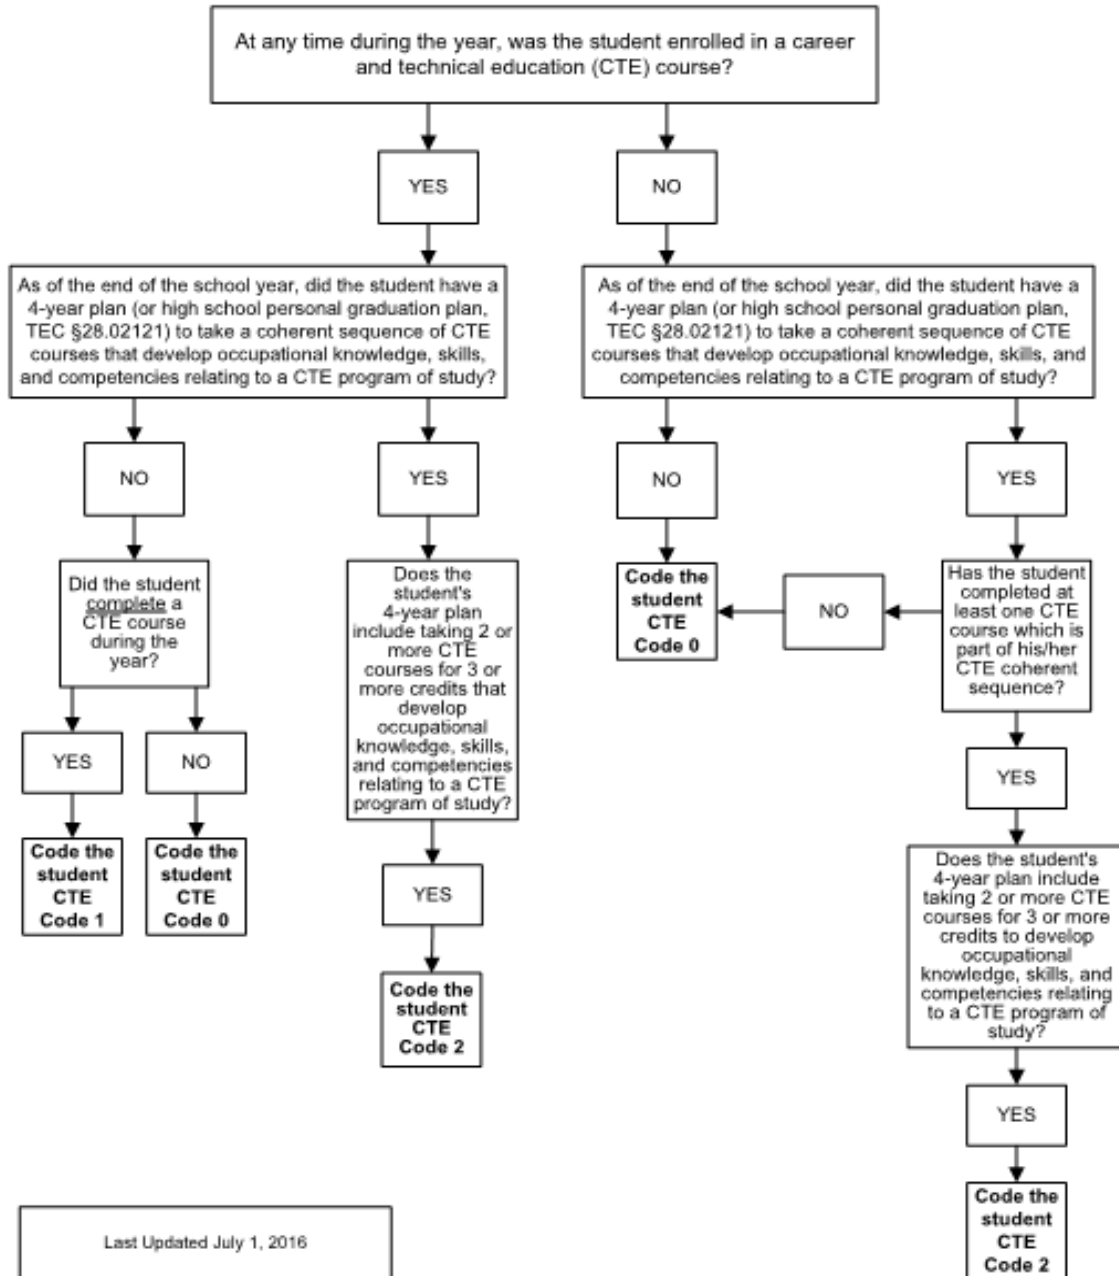 At any time during the year, was the student enrolled in a career
and technical education (CTE) course?
YES
NO
As of the end of the school year, did the student have a
4-year plan (or high school personal graduation plan,
TEC §28.02121) to take a coherent sequence of CTE
courses that develop occupational knowledge, skills,
and competencies relating to a CTE program of study?
As of the end of the school year, did the student have a
4-year plan (or high school personal graduation plan,
TEC §28.02121) to take a coherent sequence of CTE
courses that develop occupational knowledge, skills, and
competencies relating to a CTE program of study?
NO
YES
NO
YES
Did the student
complete a
CTE course
during the
year?
Does the
student's
4-year plan
include taking 2 or
more CTE
courses for 3 or
more credits that
develop
occupational
knowledge, skills,
and competencies
relating to a CTE
program of study?
Code the
student
CTE
Code 0
NO
Has the student
completed at
least one CTE
course which is
part of his/her
CTE coherent
sequence?
YES
NO
YES
Code the
student
CTE
Code 1
Code the
student
CTE
Code 0
YES
Code the
student
CTE
Code 2
Does the student's
4-year plan include
taking 2 or more CTE
courses for 3 or more
credits to develop
occupational
knowledge, skills, and
competencies relating
to a CTE program of
study?
YES
Code the
student
CTE
Code 2
Last Updated July 1, 2016